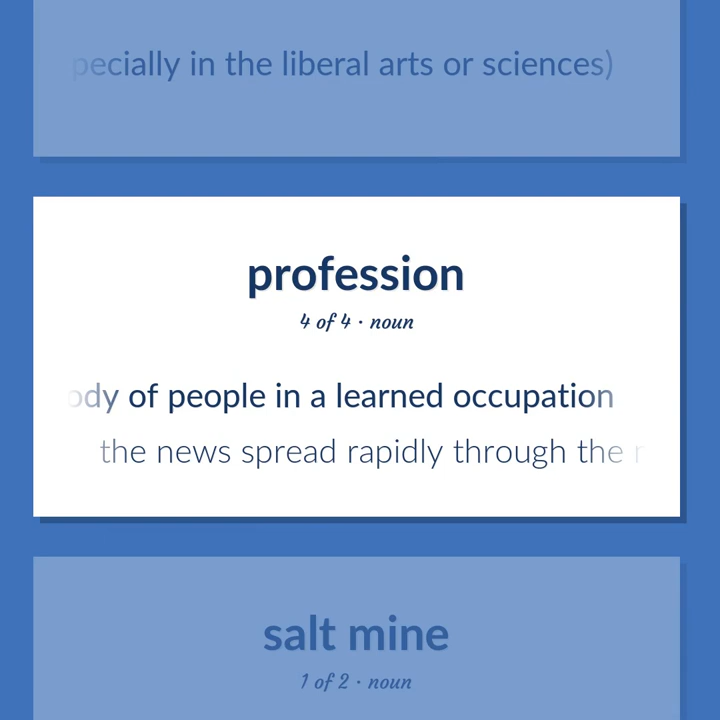 pecially in the liberal arts or sciences)
profession
4 of 4 · noun
ody of people in a learned occupation
the news spread rapidly through the
salt mine
1 of 2 · noun